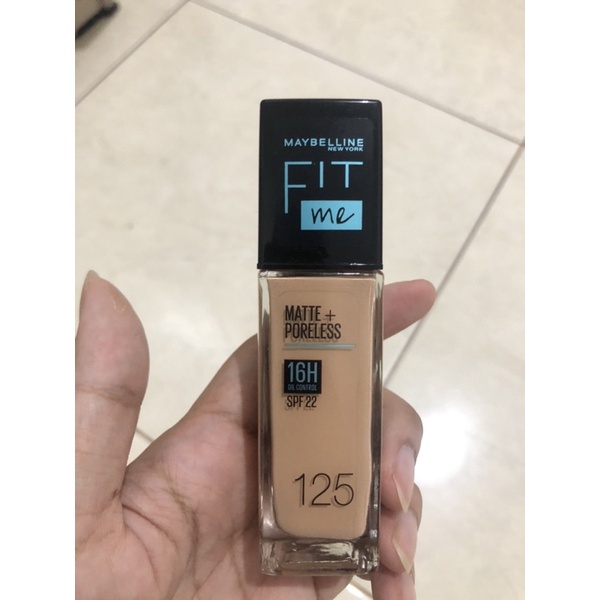 MAYBELLINE
NEW YORK
FIT
me
MATTE +
PORELESS
16H
OIL CONTROL
SPF 22
125